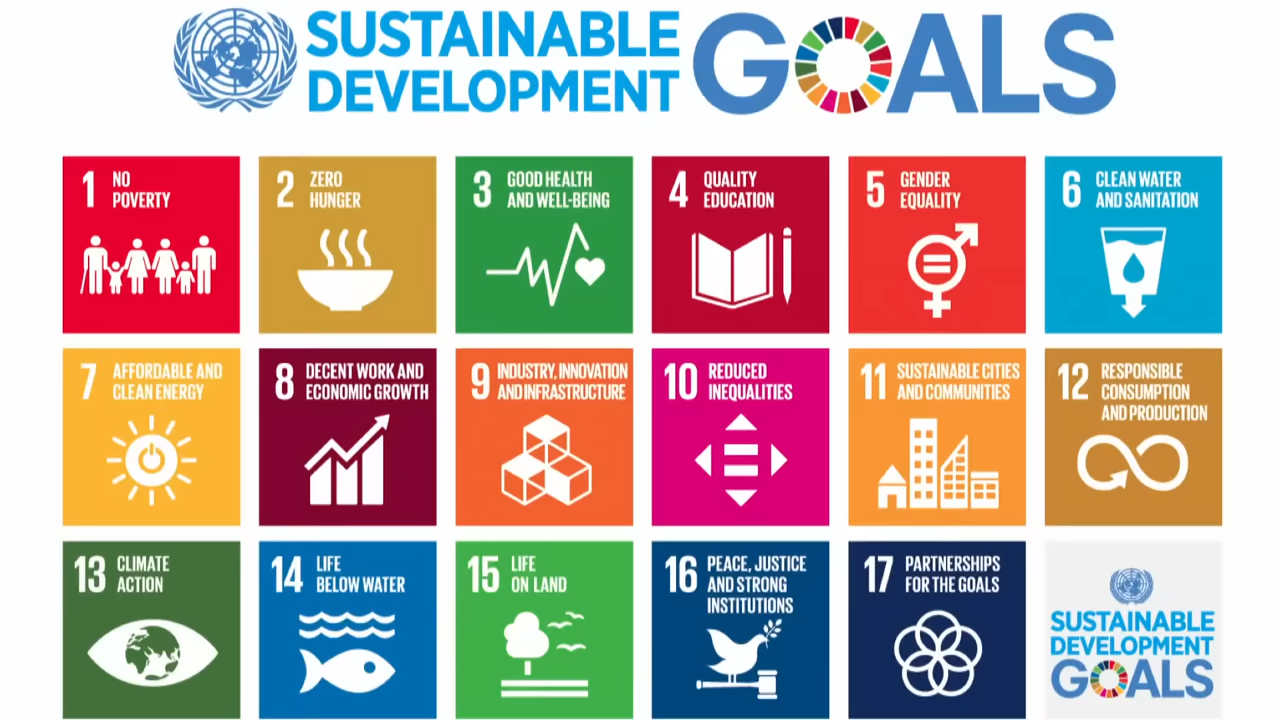 SUSTAINABLE
DEVELOPMENT
GOALS
1 NO
POVERTY
2 ZERO
HUNGER
3 GOOD HEALTH
AND WELL-BEING
4 QUALITY
EDUCATION
5 GENDER
EQUALITY
6 CLEAN WATER
AND SANITATION
7 AFFORDABLE AND
CLEAN ENERGY
8 DECENT WORK AND
ECONOMIC GROWTH
9 INDUSTRY, INNOVATION
AND INFRASTRUCTURE
10 REDUCED
INEQUALITIES
11 SUSTAINABLE CITIES
AND COMMUNITIES
12 RESPONSIBLE
CONSUMPTION
AND PRODUCTION
13 CLIMATE
ACTION
14 LIFE
BELOW WATER
15 LIFE
ON LAND
16 PEACE, JUSTICE
AND STRONG
INSTITUTIONS
17 PARTNERSHIPS
FOR THE GOALS
SUSTAINABLE
DEVELOPMENT
GOALS